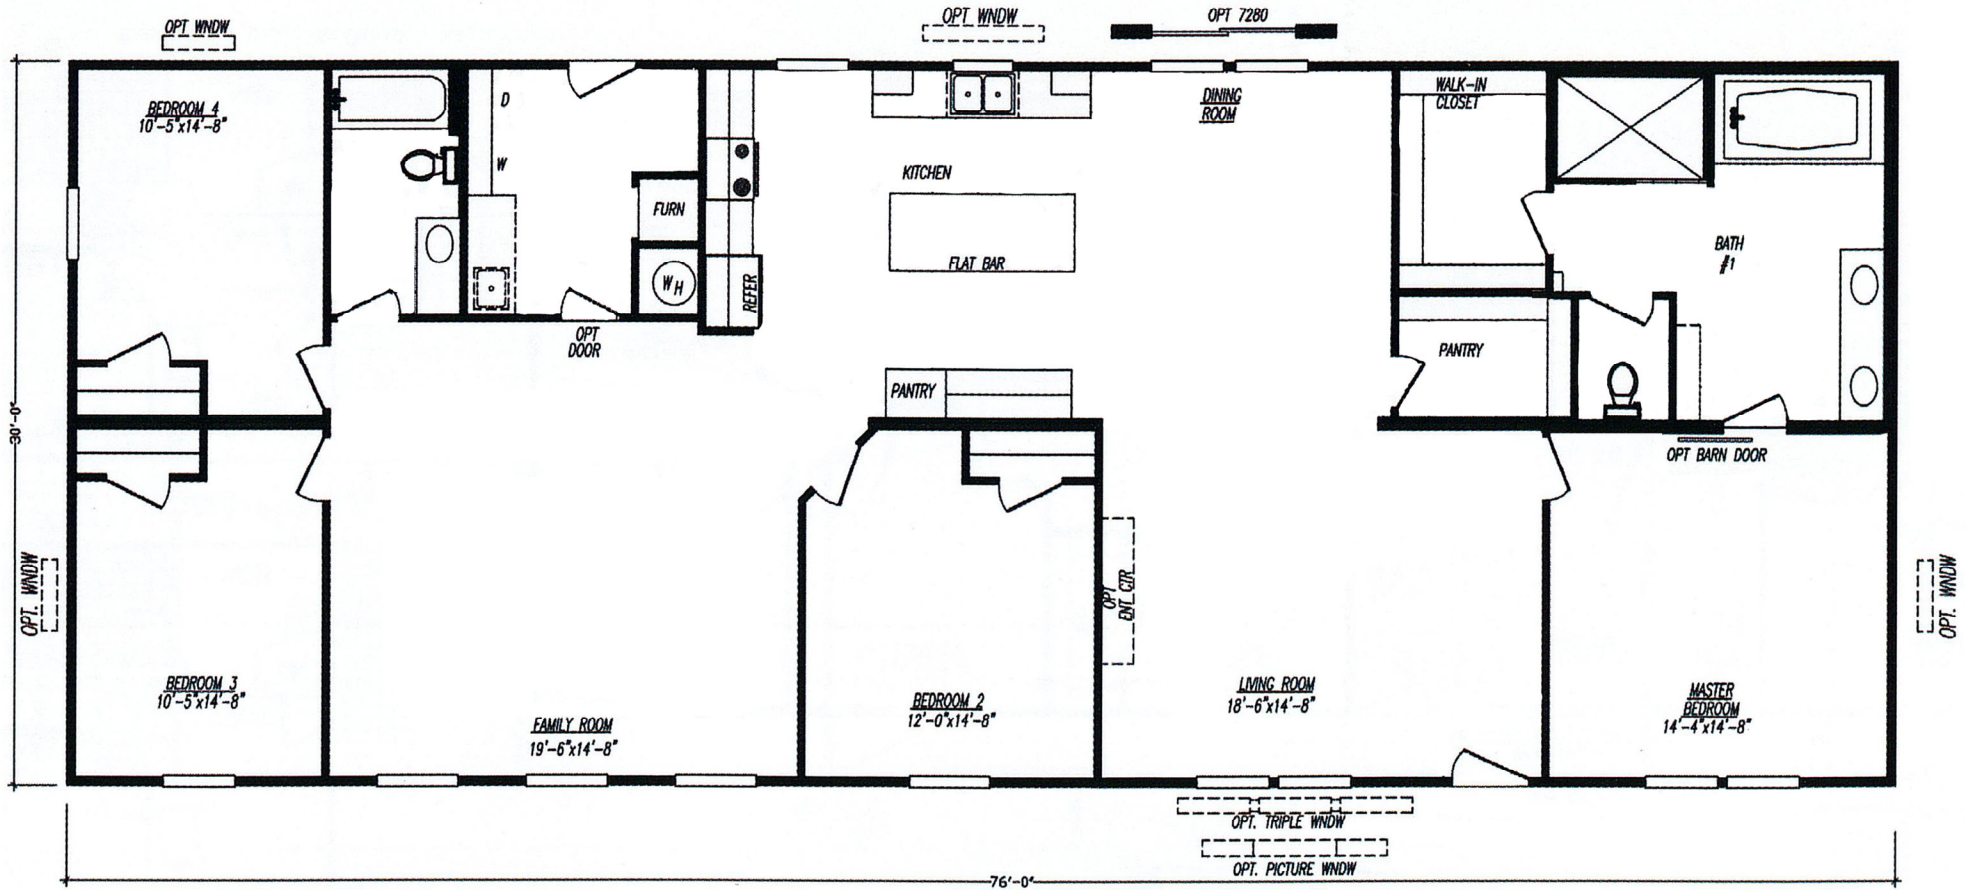 OPT WNDW
OPT WNDW
OPT 7280
BEDROOM 4
10'-5"x14'-8"
D
W
FURN
WH
REFER
OPT
DOOR
KITCHEN
FLAT BAR
PANTRY
DINING
ROOM
WALK-IN
CLOSET
BATH
#1
PANTRY
OPT BARN DOOR
30'-0"
OPT. WNDW
BEDROOM 3
10'-5"x14'-8"
FAMILY ROOM
19'-6"x14'-8"
BEDROOM 2
12'-0"x14'-8"
OPT
ENT CTR
LIVING ROOM
18'-6"x14'-8"
MASTER
BEDROOM
14'-4"x14'-8"
OPT. WNDW
OPT. TRIPLE WNDW
OPT. PICTURE WNDW
76'-0"